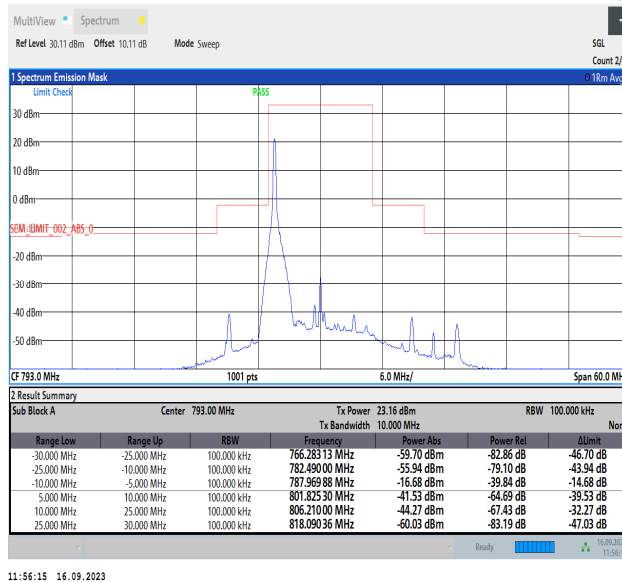 MultiView Spectrum
Ref Level 30.11 dBm Offset 10.11 dB Mode Sweep SGL
Count 2/
1 Spectrum Emission Mask 1Rm Avg
Limit Check PASS
30 dBm
20 dBm
10 dBm
0 dBm
SEM_LIMIT_002_ABS_0
-20 dBm
-30 dBm
-40 dBm
-50 dBm
CF 793.0 MHz 1001 pts 6.0 MHz/ Span 60.0 MH
2 Result Summary
Sub Block A Center 793.00 MHz Tx Power 23.16 dBm RBW 100.000 kHz
Tx Bandwidth 10.000 MHz Nor
Range Low Range Up RBW Frequency Power Abs Power Rel ΔLimit
-30.000 MHz -25.000 MHz 100.000 kHz 766.283 13 MHz -59.70 dBm -82.86 dB -46.70 dB
-25.000 MHz -10.000 MHz 100.000 kHz 782.490 00 MHz -55.94 dBm -79.10 dB -43.94 dB
-10.000 MHz -5.000 MHz 100.000 kHz 787.969 88 MHz -16.68 dBm -39.84 dB -14.68 dB
5.000 MHz 10.000 MHz 100.000 kHz 801.825 30 MHz -41.53 dBm -64.69 dB -39.53 dB
10.000 MHz 25.000 MHz 100.000 kHz 806.210 00 MHz -44.27 dBm -67.43 dB -32.27 dB
25.000 MHz 30.000 MHz 100.000 kHz 818.090 36 MHz -60.03 dBm -83.19 dB -47.03 dB
Ready 16.09.202
11:56:1
11:56:15 16.09.2023